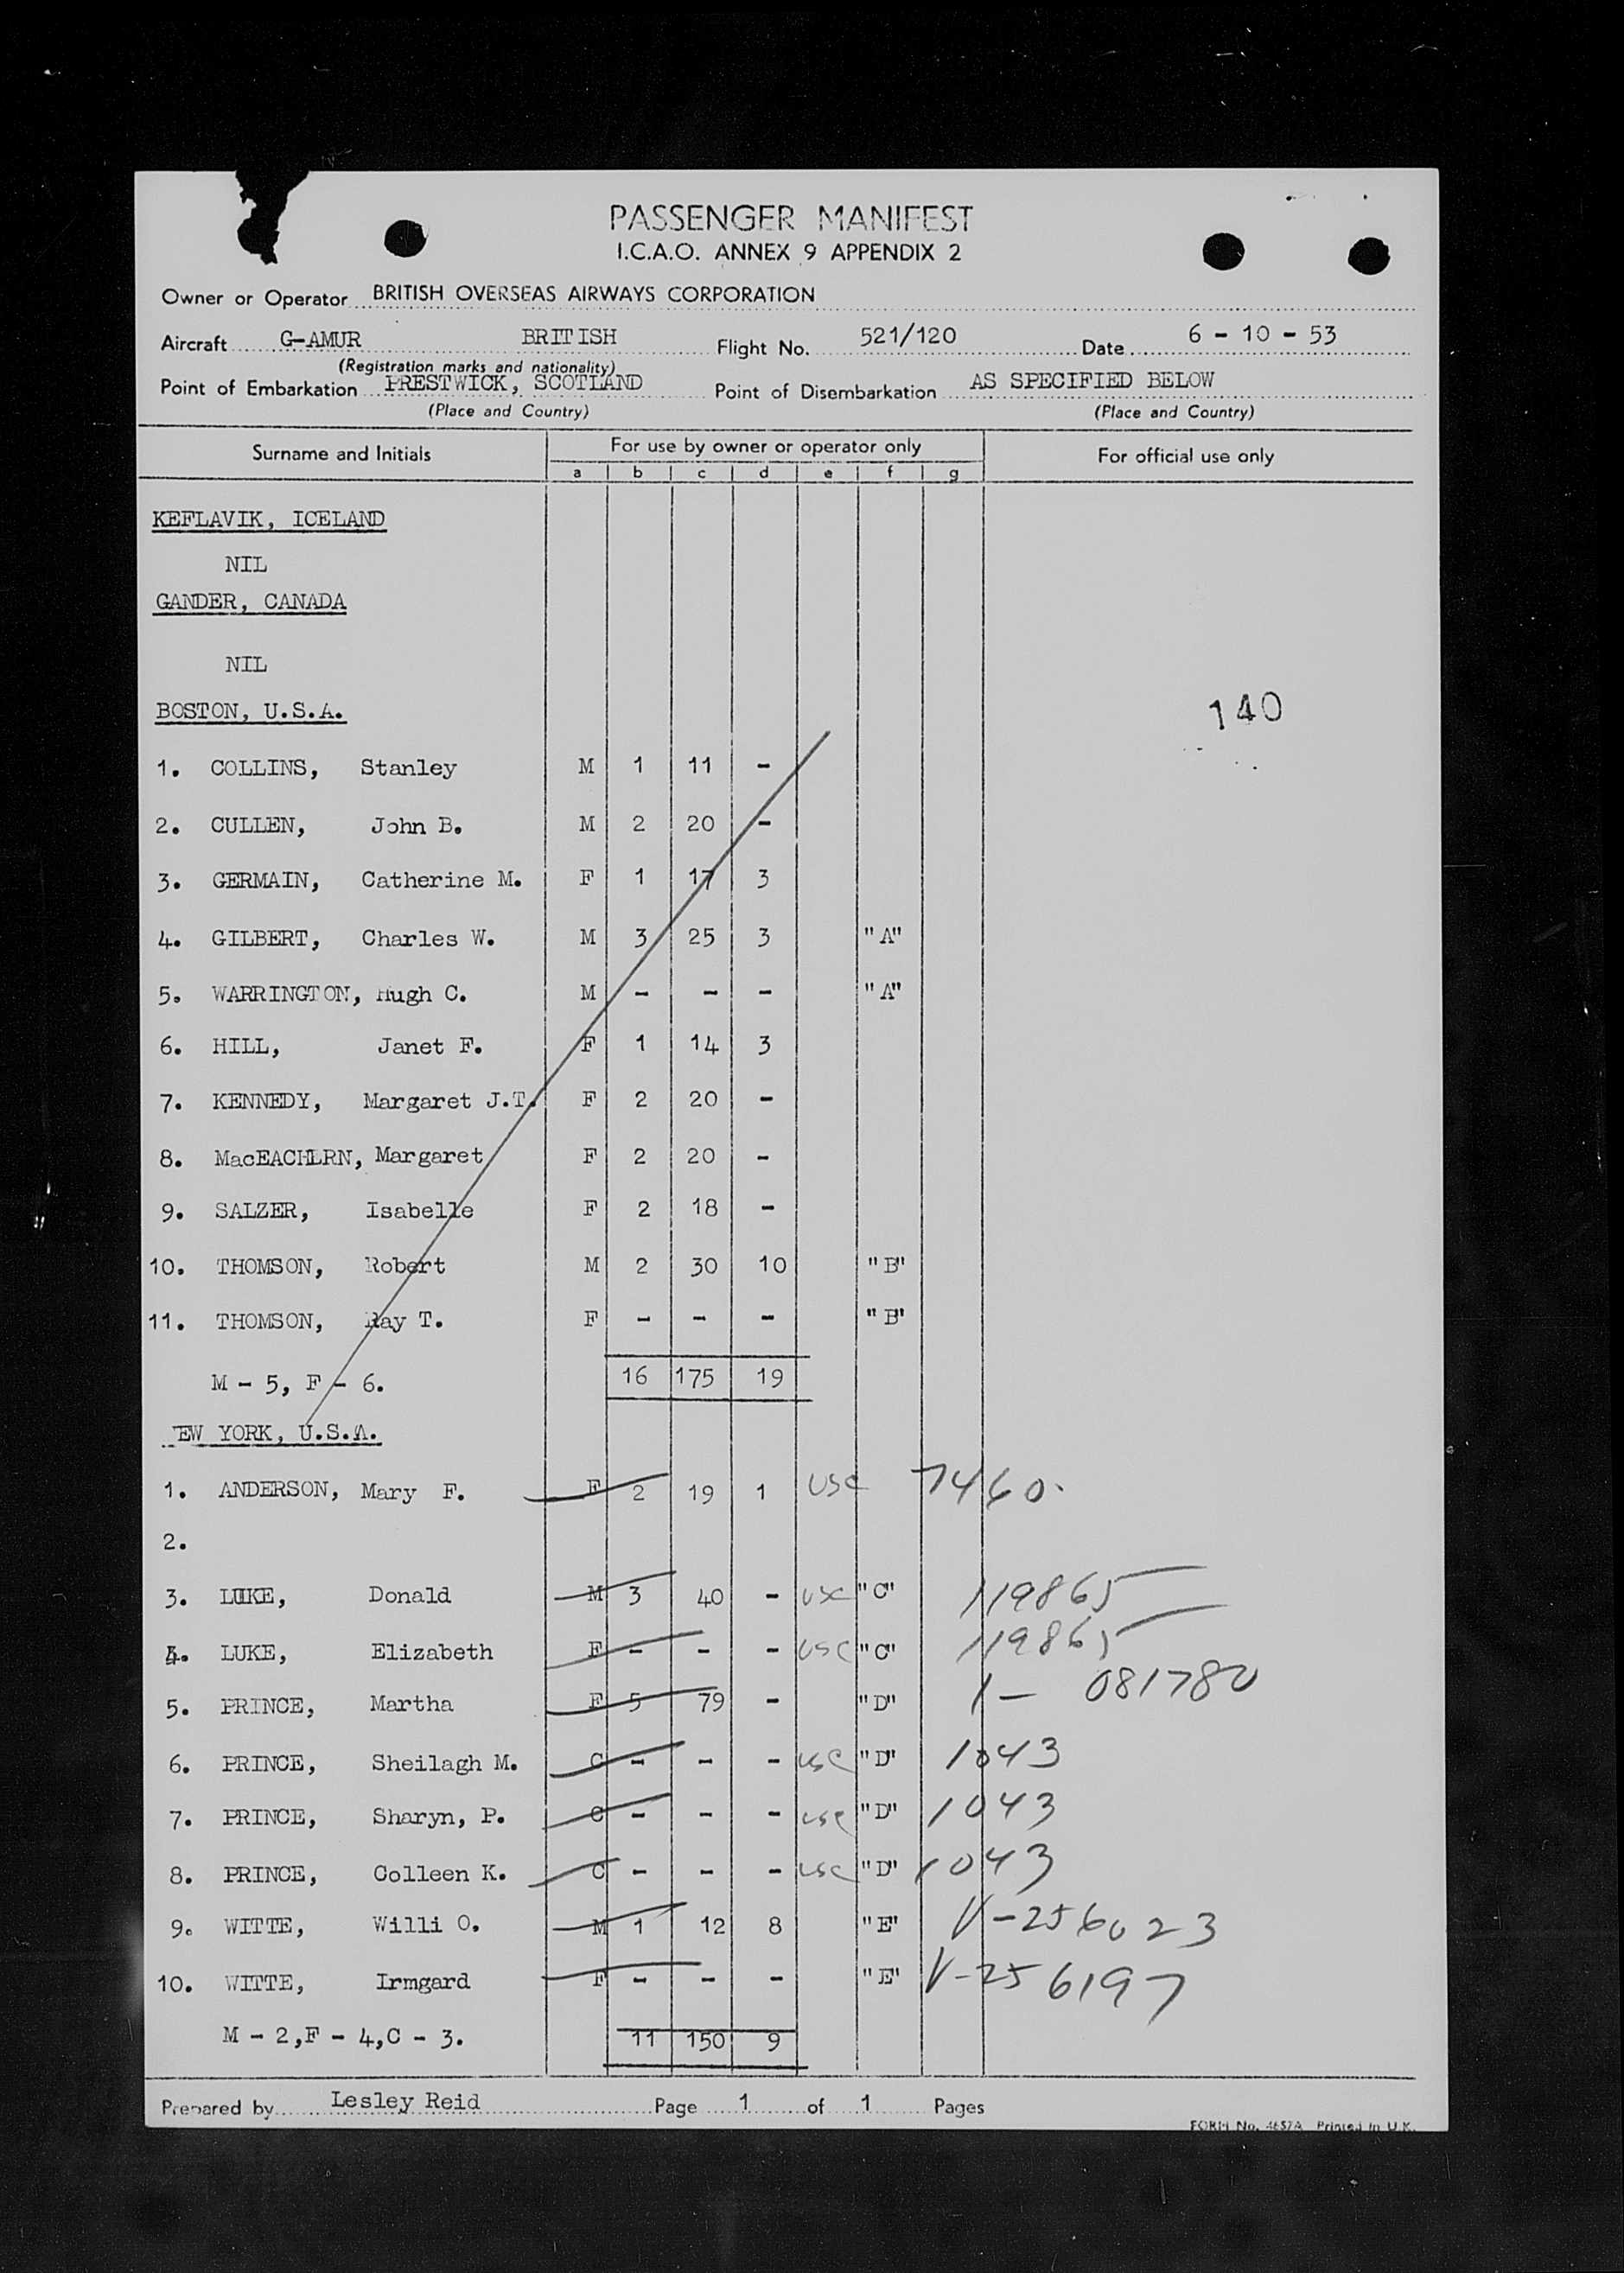 PASSENGER MANIFEST
I.C.A.O. ANNEX 9 APPENDIX 2
Owner or Operator BRITISH OVERSEAS AIRWAYS CORPORATION
Aircraft G-AMUR BRITISH Flight No. 521/120 Date 6 - 10 - 53
(Registration marks and nationality)
Point of Embarkation PRESTWICK, SCOTLAND Point of Disembarkation AS SPECIFIED BELOW
(Place and Country) (Place and Country)
Surname and Initials For use by owner or operator only For official use only
a b c d e f g
KEFLAVIK, ICELAND
NIL
GANDER, CANADA
NIL
BOSTON, U.S.A. 140
1. COLLINS, Stanley M 1 11 -
2. CULLEN, John B. M 2 20 -
3. GERMAIN, Catherine M. F 1 17 3
4. GILBERT, Charles W. M 3 25 3 "A"
5. WARRINGTON, Hugh C. M - - - "A"
6. HILL, Janet F. F 1 14 3
7. KENNEDY, Margaret J.T. F 2 20 -
8. MacEACHLRN, Margaret F 2 20 -
9. SALZER, Isabelle F 2 18 -
10. THOMSON, Robert M 2 30 10 "B"
11. THOMSON, Ray T. F - - - "B"
M - 5, F - 6. 16 175 19
EW YORK, U.S.A.
1. ANDERSON, Mary F. F 2 19 1 USC 7460.
2.
3. LUKE, Donald M 3 40 - USC "C" 119865
4. LUKE, Elizabeth F - - - USC "C" 119865
5. PRINCE, Martha F 5 79 - "D" 1- 081780
6. PRINCE, Sheilagh M. C - - - USC "D" 1043
7. PRINCE, Sharyn, P. C - - - USC "D" 1043
8. PRINCE, Colleen K. C - - - USC "D" 1043
9. WITTE, Willi O. M 1 12 8 "E" V-256023
10. WITTE, Irmgard F - - - "E" V-256197
M - 2,F - 4,C - 3. 11 150 9
Prepared by Lesley Reid Page 1 of 1 Pages
FORM No. 4657A Printed in U.K.